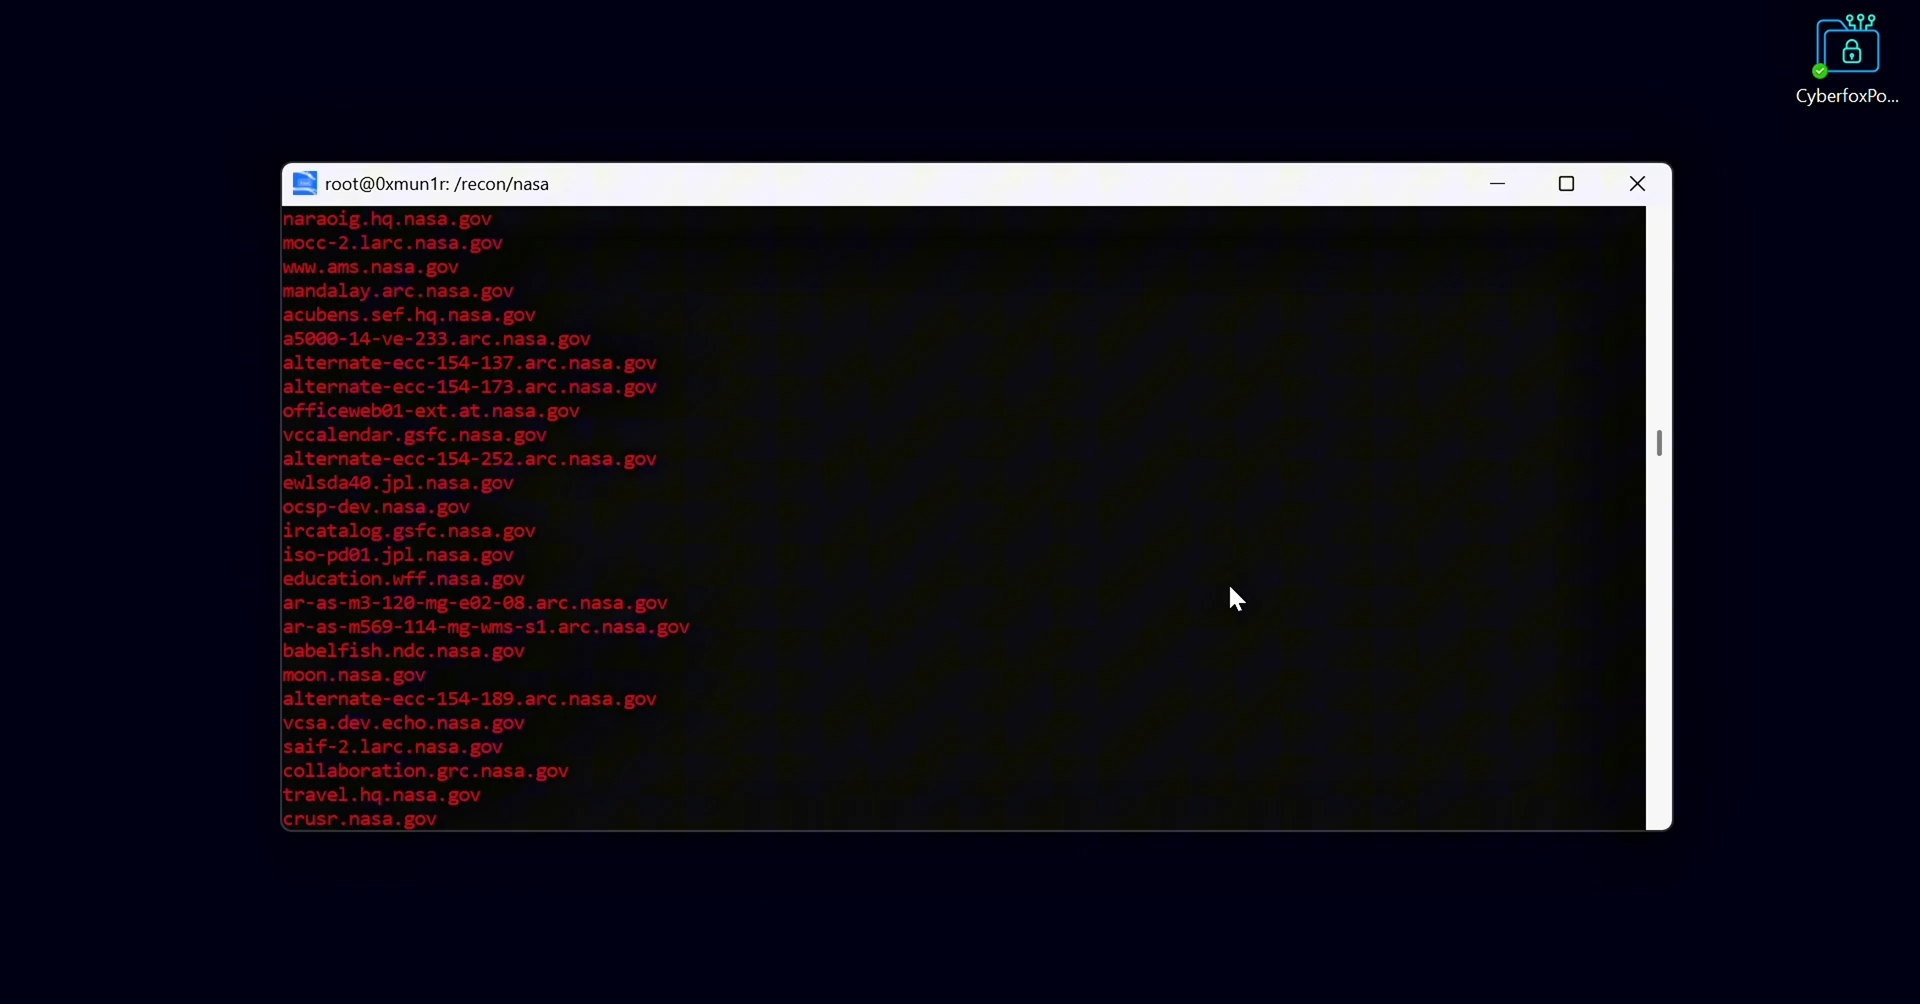 CyberfoxPo...
root@0xmun1r: /recon/nasa
naraoig.hq.nasa.gov
mocc-2.larc.nasa.gov
www.ams.nasa.gov
mandalay.arc.nasa.gov
acubens.sef.hq.nasa.gov
a5000-14-ve-233.arc.nasa.gov
alternate-ecc-154-137.arc.nasa.gov
alternate-ecc-154-173.arc.nasa.gov
officeweb01-ext.at.nasa.gov
vccalendar.gsfc.nasa.gov
alternate-ecc-154-252.arc.nasa.gov
ewlsda40.jpl.nasa.gov
ocsp-dev.nasa.gov
ircatalog.gsfc.nasa.gov
iso-pd01.jpl.nasa.gov
education.wff.nasa.gov
ar-as-m3-120-mg-e02-08.arc.nasa.gov
ar-as-m569-114-mg-wms-s1.arc.nasa.gov
babelfish.ndc.nasa.gov
moon.nasa.gov
alternate-ecc-154-189.arc.nasa.gov
vcsa.dev.echo.nasa.gov
saif-2.larc.nasa.gov
collaboration.grc.nasa.gov
travel.hq.nasa.gov
crusr.nasa.gov